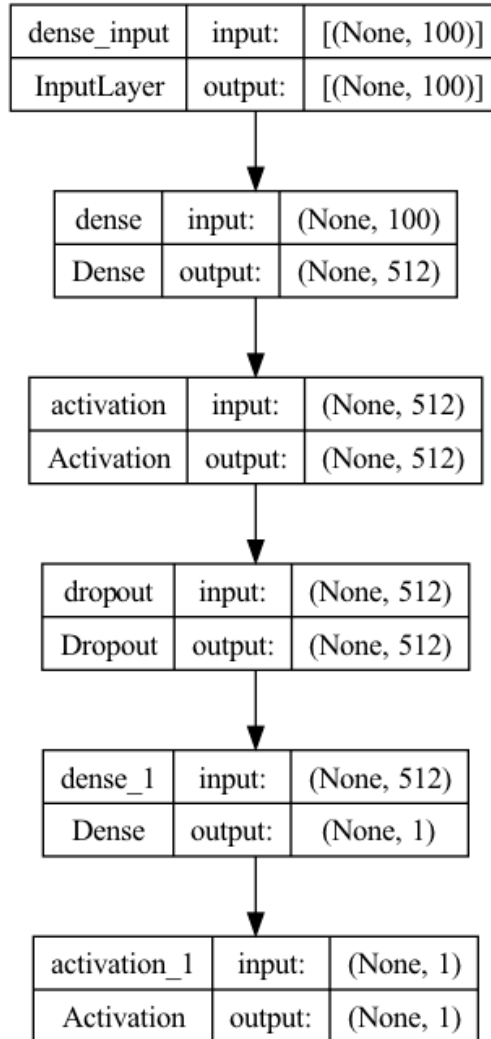 dense_input input: [(None, 100)]
InputLayer output: [(None, 100)]
dense input: (None, 100)
Dense output: (None, 512)
activation input: (None, 512)
Activation output: (None, 512)
dropout input: (None, 512)
Dropout output: (None, 512)
dense_1 input: (None, 512)
Dense output: (None, 1)
activation_1 input: (None, 1)
Activation output: (None, 1)